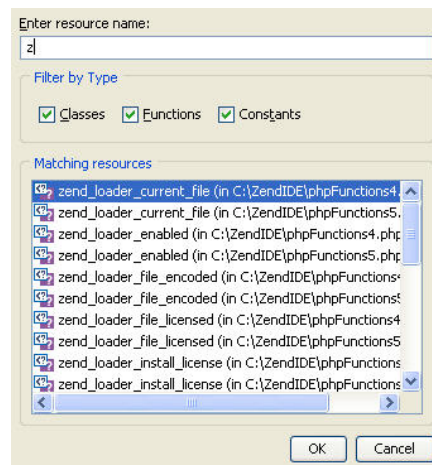 Enter resource name:
z
Filter by Type
Classes Functions Constants
Matching resources
zend_loader_current_file (in C:\ZendIDE\phpFunctions4.
zend_loader_current_file (in C:\ZendIDE\phpFunctions5.
zend_loader_enabled (in C:\ZendIDE\phpFunctions4.php
zend_loader_enabled (in C:\ZendIDE\phpFunctions5.php
zend_loader_file_encoded (in C:\ZendIDE\phpFunctions4
zend_loader_file_encoded (in C:\ZendIDE\phpFunctions5
zend_loader_file_licensed (in C:\ZendIDE\phpFunctions4
zend_loader_file_licensed (in C:\ZendIDE\phpFunctions5
zend_loader_install_license (in C:\ZendIDE\phpFunctions
zend_loader_install_license (in C:\ZendIDE\phpFunctions
OK Cancel